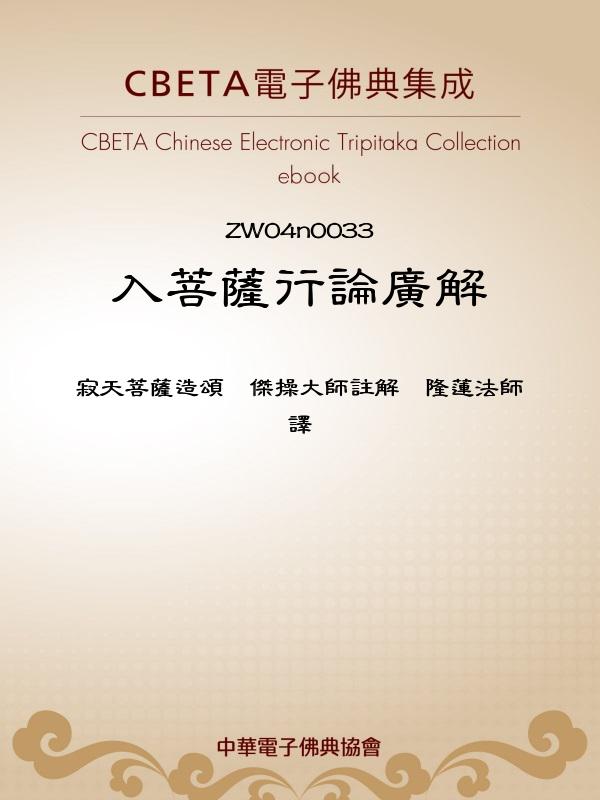 CBETA電子佛典集成
CBETA Chinese Electronic Tripitaka Collection
ebook
ZW04n0033
入菩薩行論廣解
寂天菩薩造頌　傑操大師註解　隆蓮法師
譯
中華電子佛典協會